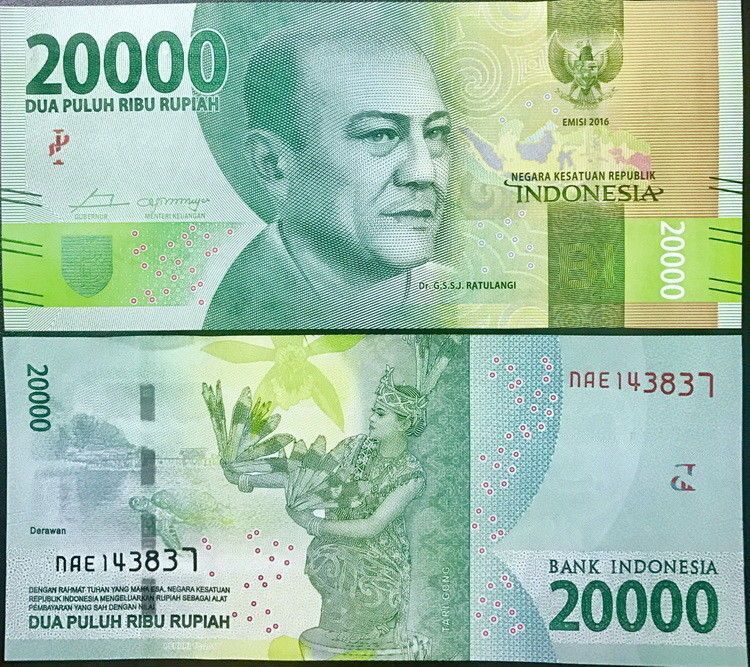 20000
DUA PULUH RIBU RUPIAH
EMISI 2016
NEGARA KESATUAN REPUBLIK
INDONESIA
GUBERNUR
MENTERI KEUANGAN
BI
20000
Dr. G.S.S.J. RATULANGI
20000
NAE143837
Derawan
NAE143837
DENGAN RAHMAT TUHAN YANG MAHA ESA, NEGARA KESATUAN
REPUBLIK INDONESIA MENGELUARKAN RUPIAH SEBAGAI ALAT
PEMBAYARAN YANG SAH DENGAN NILAI
DUA PULUH RIBU RUPIAH
BANK INDONESIA
20000